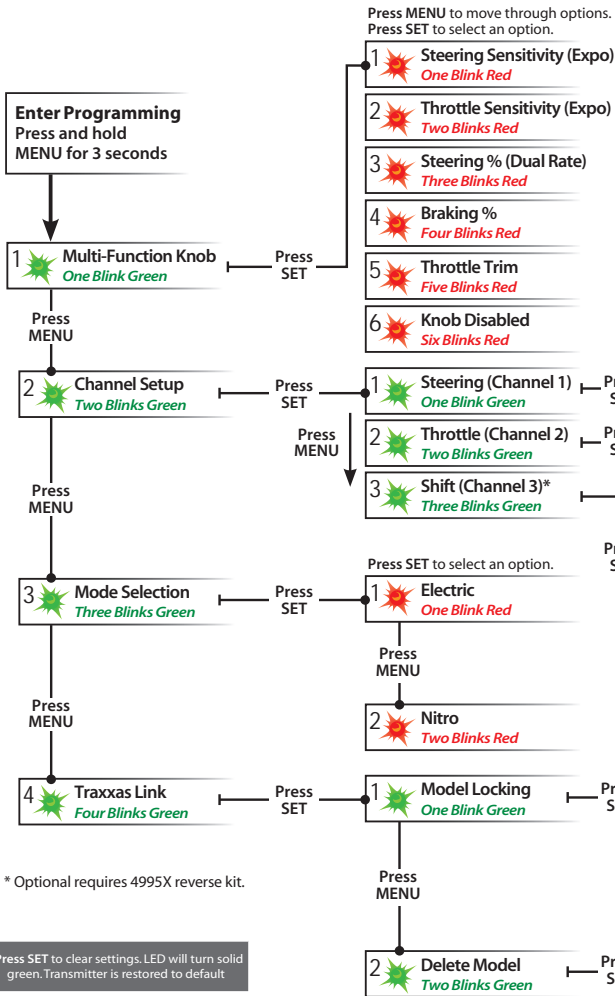 Press MENU to move through options.
Press SET to select an option.
1 Steering Sensitivity (Expo)
One Blink Red
Enter Programming
Press and hold
MENU for 3 seconds
2 Throttle Sensitivity (Expo)
Two Blinks Red
3 Steering % (Dual Rate)
Three Blinks Red
4 Braking %
Four Blinks Red
1 Multi-Function Knob
One Blink Green
Press
SET
5 Throttle Trim
Five Blinks Red
6 Knob Disabled
Six Blinks Red
Press
MENU
2 Channel Setup
Two Blinks Green
Press
SET
1 Steering (Channel 1)
One Blink Green
Press
MENU
2 Throttle (Channel 2)
Two Blinks Green
3 Shift (Channel 3)*
Three Blinks Green
Press
MENU
Press SET to select an option.
3 Mode Selection
Three Blinks Green
Press
SET
1 Electric
One Blink Red
Press
MENU
2 Nitro
Two Blinks Red
Press
MENU
4 Traxxas Link
Four Blinks Green
Press
SET
1 Model Locking
One Blink Green
* Optional requires 4995X reverse kit.
Press
MENU
Press SET to clear settings. LED will turn solid
green. Transmitter is restored to default
2 Delete Model
Two Blinks Green